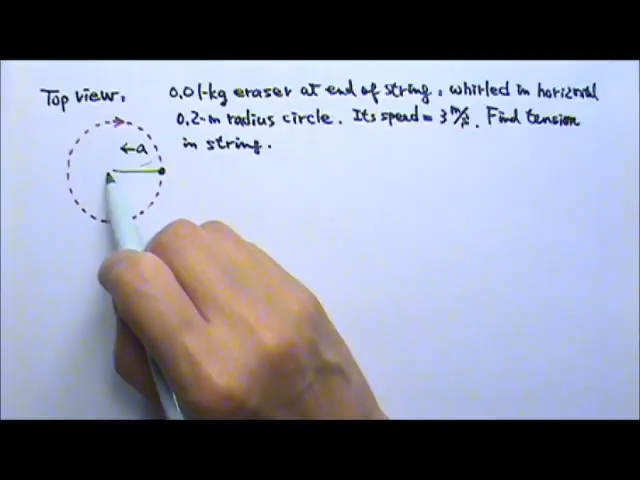 Top view: 0.01-kg eraser at end of string, whirled in horizontal
0.2-m radius circle. Its speed = 3 m/s. Find tension
in string.
←a